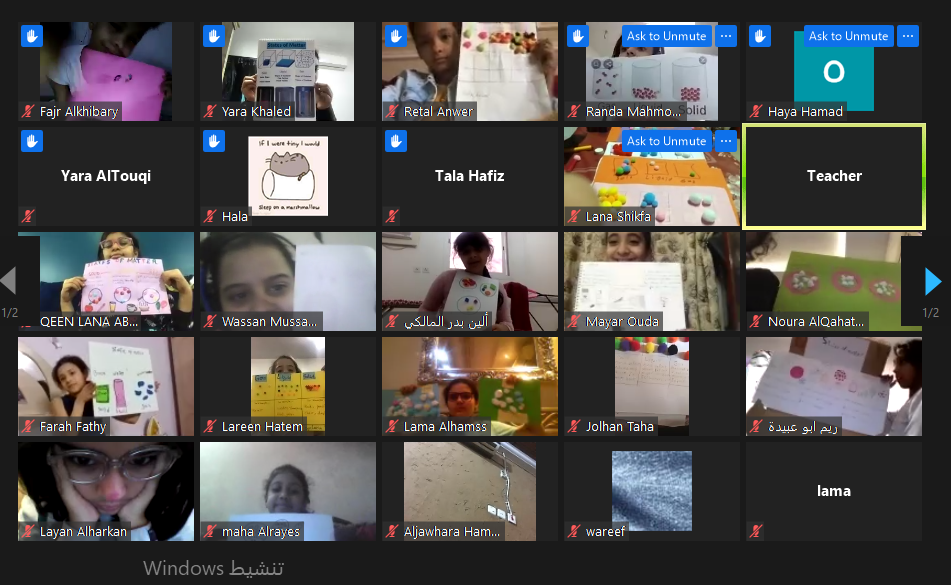 Ask to Unmute
Ask to Unmute
Fajr Alkhibary
States of Matter
Yara Khaled
Retal Anwer
Randa Mahmo...
Solid
Haya Hamad
O
Ask to Unmute
Yara AlTouqi
If I were tiny I would
Sleep on a marshmallow
Hala
Tala Hafiz
Lana Shikfa
Teacher
1/2
STATES OF MATTER
QEEN LANA AB...
Wassan Mussa...
ألين بدر المالكي
Mayar Ouda
Noura AlQahat...
1/2
Farah Fathy
Lareen Hatem
Lama Alhamss
Jolhan Taha
ريم ابو عبيدة
Layan Alharkan
maha Alrayes
Aljawhara Ham...
wareef
lama
تنشيط Windows